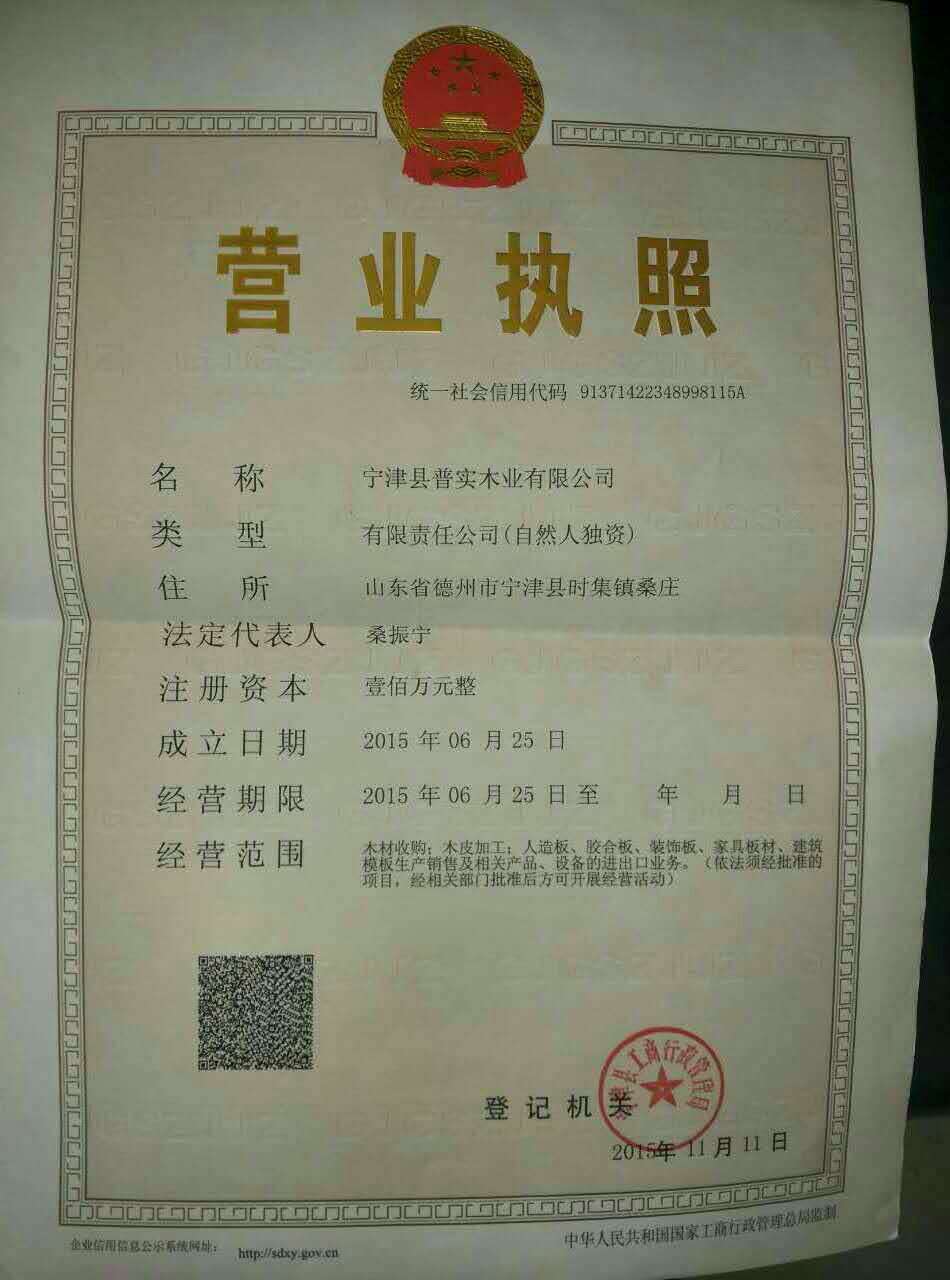 营业执照
统一社会信用代码 91371422348998115A
名称 宁津县普实木业有限公司
类型 有限责任公司(自然人独资)
住所 山东省德州市宁津县时集镇桑庄
法定代表人 桑振宁
注册资本 壹佰万元整
成立日期 2015 年 06 月 25 日
经营期限 2015 年 06 月 25 日 至 年 月 日
经营范围 木材收购；木皮加工；人造板、胶合板、装饰板、家具板材、建筑
模板生产销售及相关产品、设备的进出口业务。（依法须经批准的
项目，经相关部门批准后方可开展经营活动）
宁津县工商行政管理局
登记机关
2015年 11 月 11 日
企业信用信息公示系统网址： http://sdxy.gov.cn
中华人民共和国国家工商行政管理总局监制